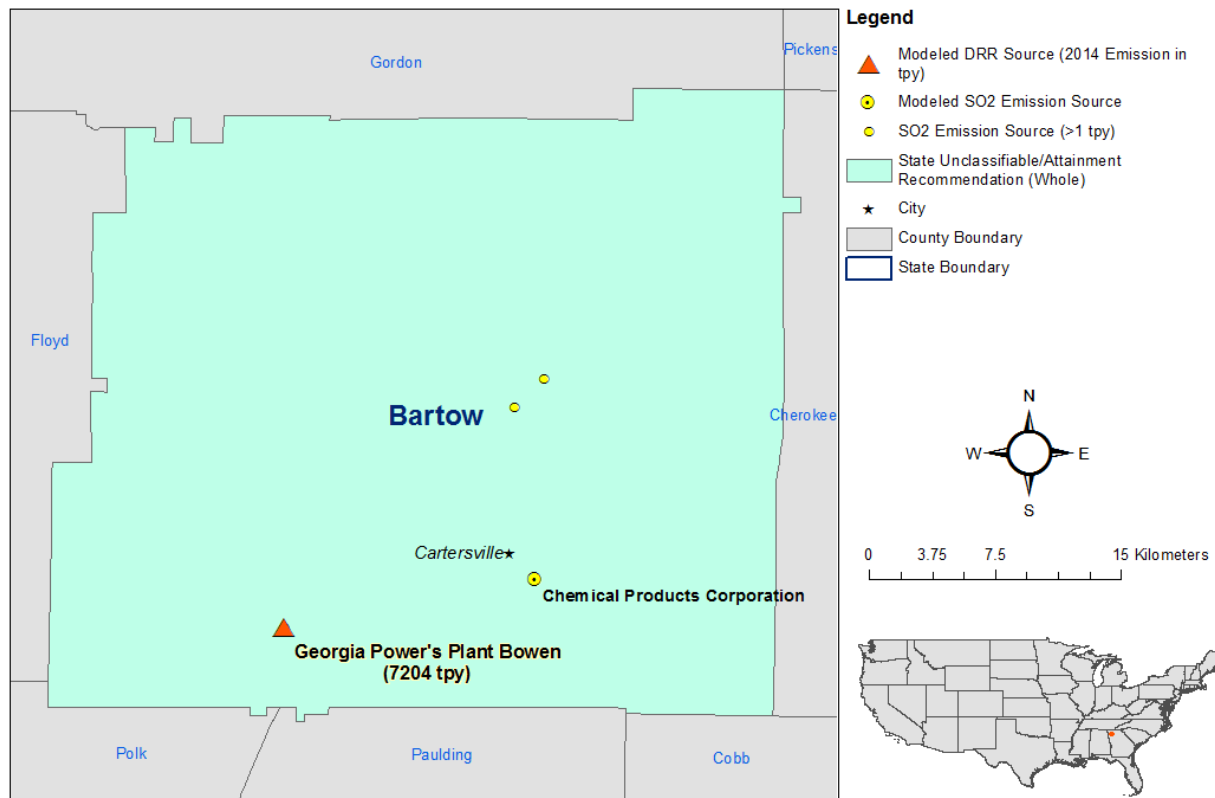 Gordon
Pickens
Floyd
Bartow
Cherokee
Cartersville
Chemical Products Corporation
Georgia Power's Plant Bowen
(7204 tpy)
Polk
Paulding
Cobb
Legend
Modeled DRR Source (2014 Emission in
tpy)
Modeled SO2 Emission Source
SO2 Emission Source (>1 tpy)
State Unclassifiable/Attainment
Recommendation (Whole)
City
County Boundary
State Boundary
N
W E
S
0 3.75 7.5 15 Kilometers